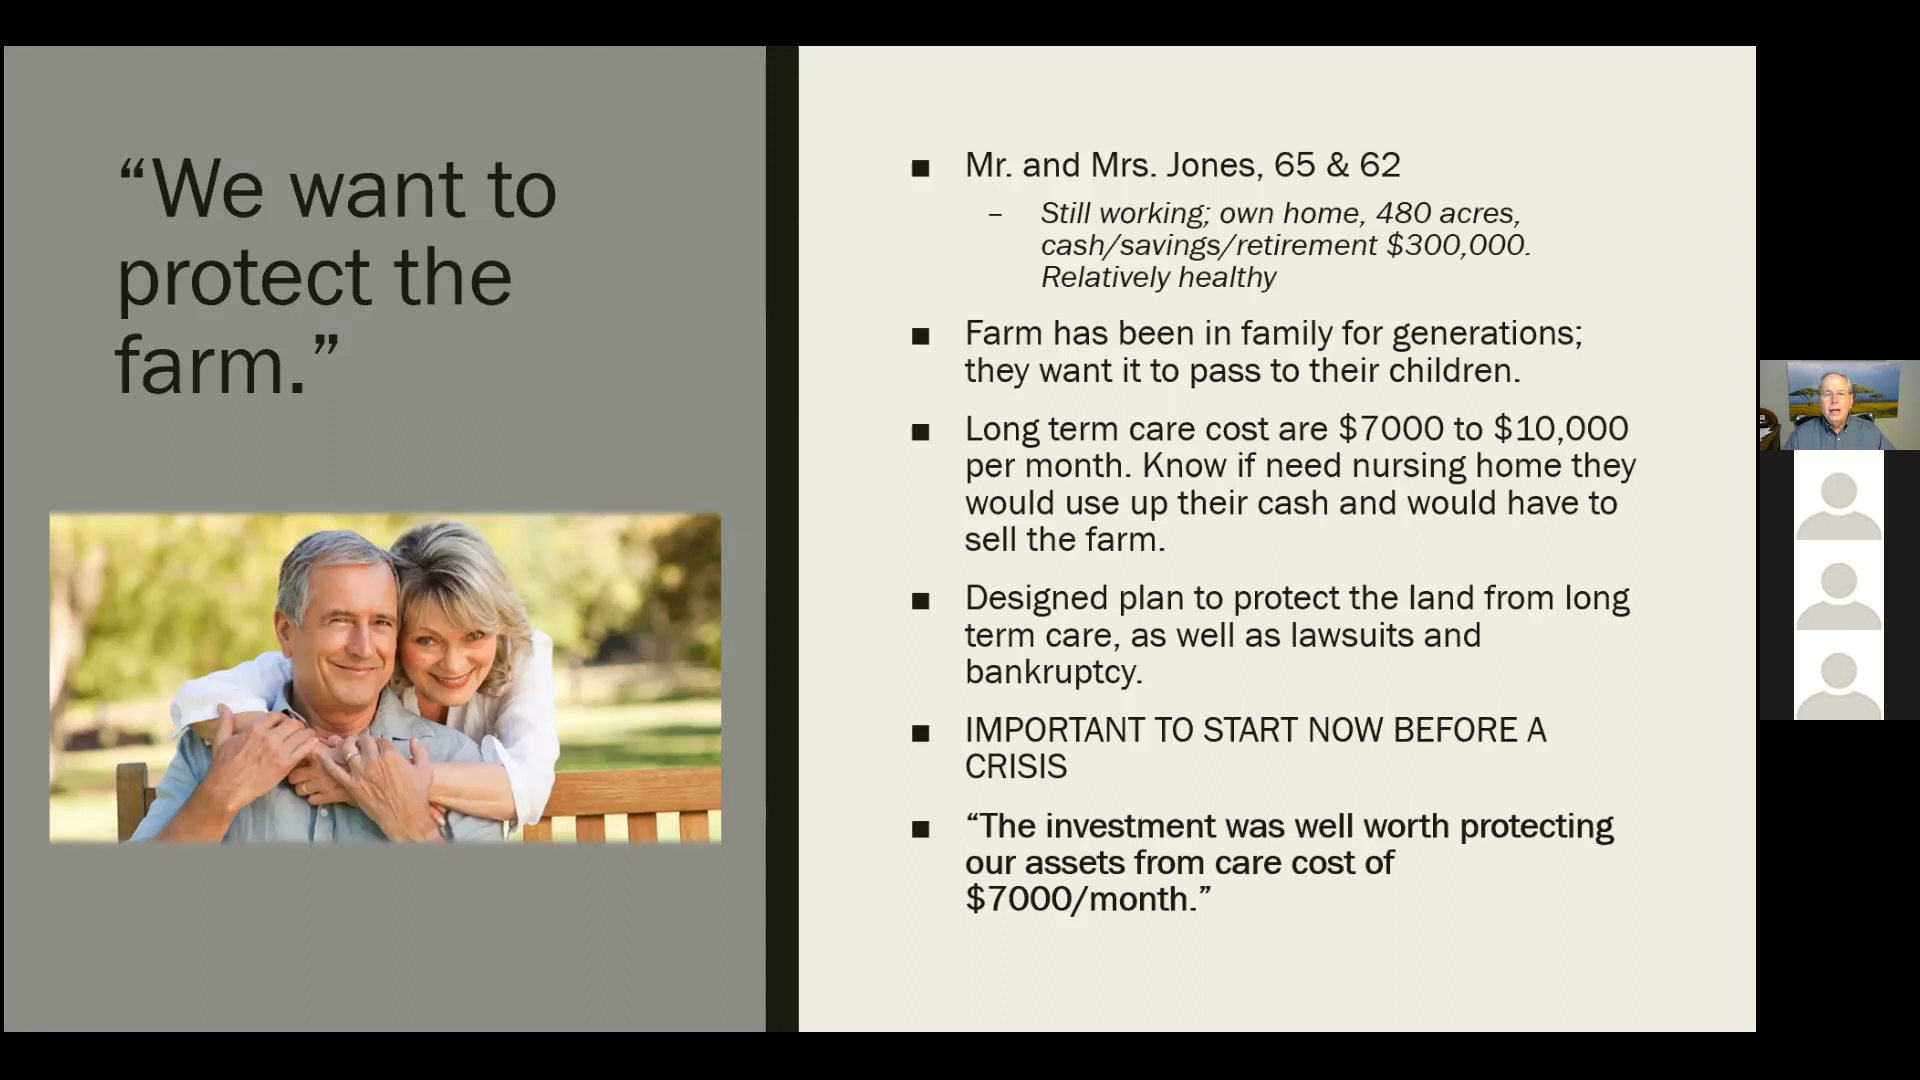 “We want to
protect the
farm.”
■ Mr. and Mrs. Jones, 65 & 62
– Still working; own home, 480 acres,
cash/savings/retirement $300,000.
Relatively healthy
■ Farm has been in family for generations;
they want it to pass to their children.
■ Long term care cost are $7000 to $10,000
per month. Know if need nursing home they
would use up their cash and would have to
sell the farm.
■ Designed plan to protect the land from long
term care, as well as lawsuits and
bankruptcy.
■ IMPORTANT TO START NOW BEFORE A
CRISIS
■ “The investment was well worth protecting
our assets from care cost of
$7000/month.”